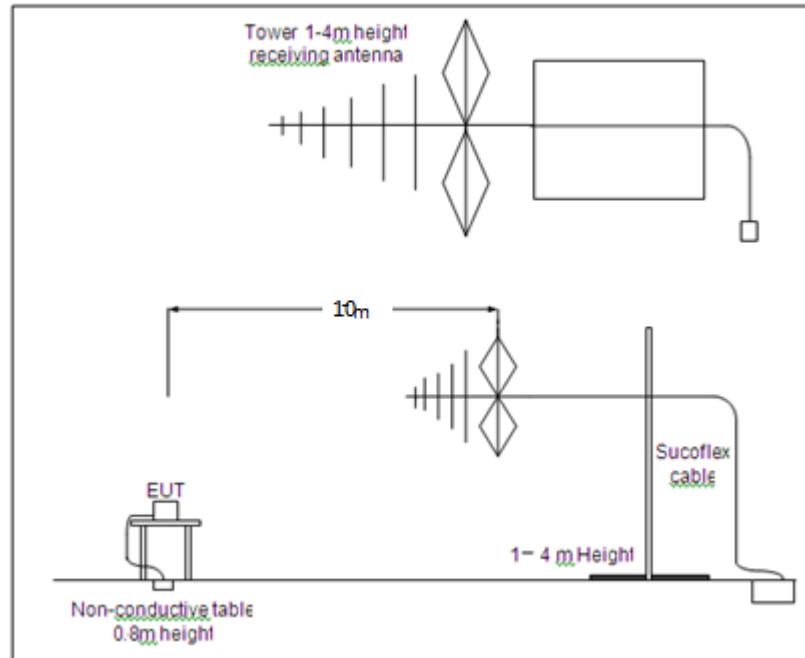 Tower 1-4m height
receiving antenna
10m
Sucoflex
cable
EUT
1– 4 m Height
Non-conductive table
0.8m height